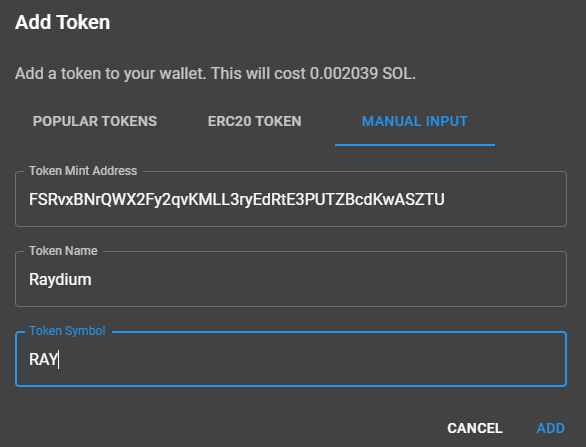 Add Token
Add a token to your wallet. This will cost 0.002039 SOL.
POPULAR TOKENS ERC20 TOKEN MANUAL INPUT
Token Mint Address
FSRvxBNrQWX2Fy2qvKMLL3ryEdRtE3PUTZBcdKwASZTU
Token Name
Raydium
Token Symbol
RAY
CANCEL ADD